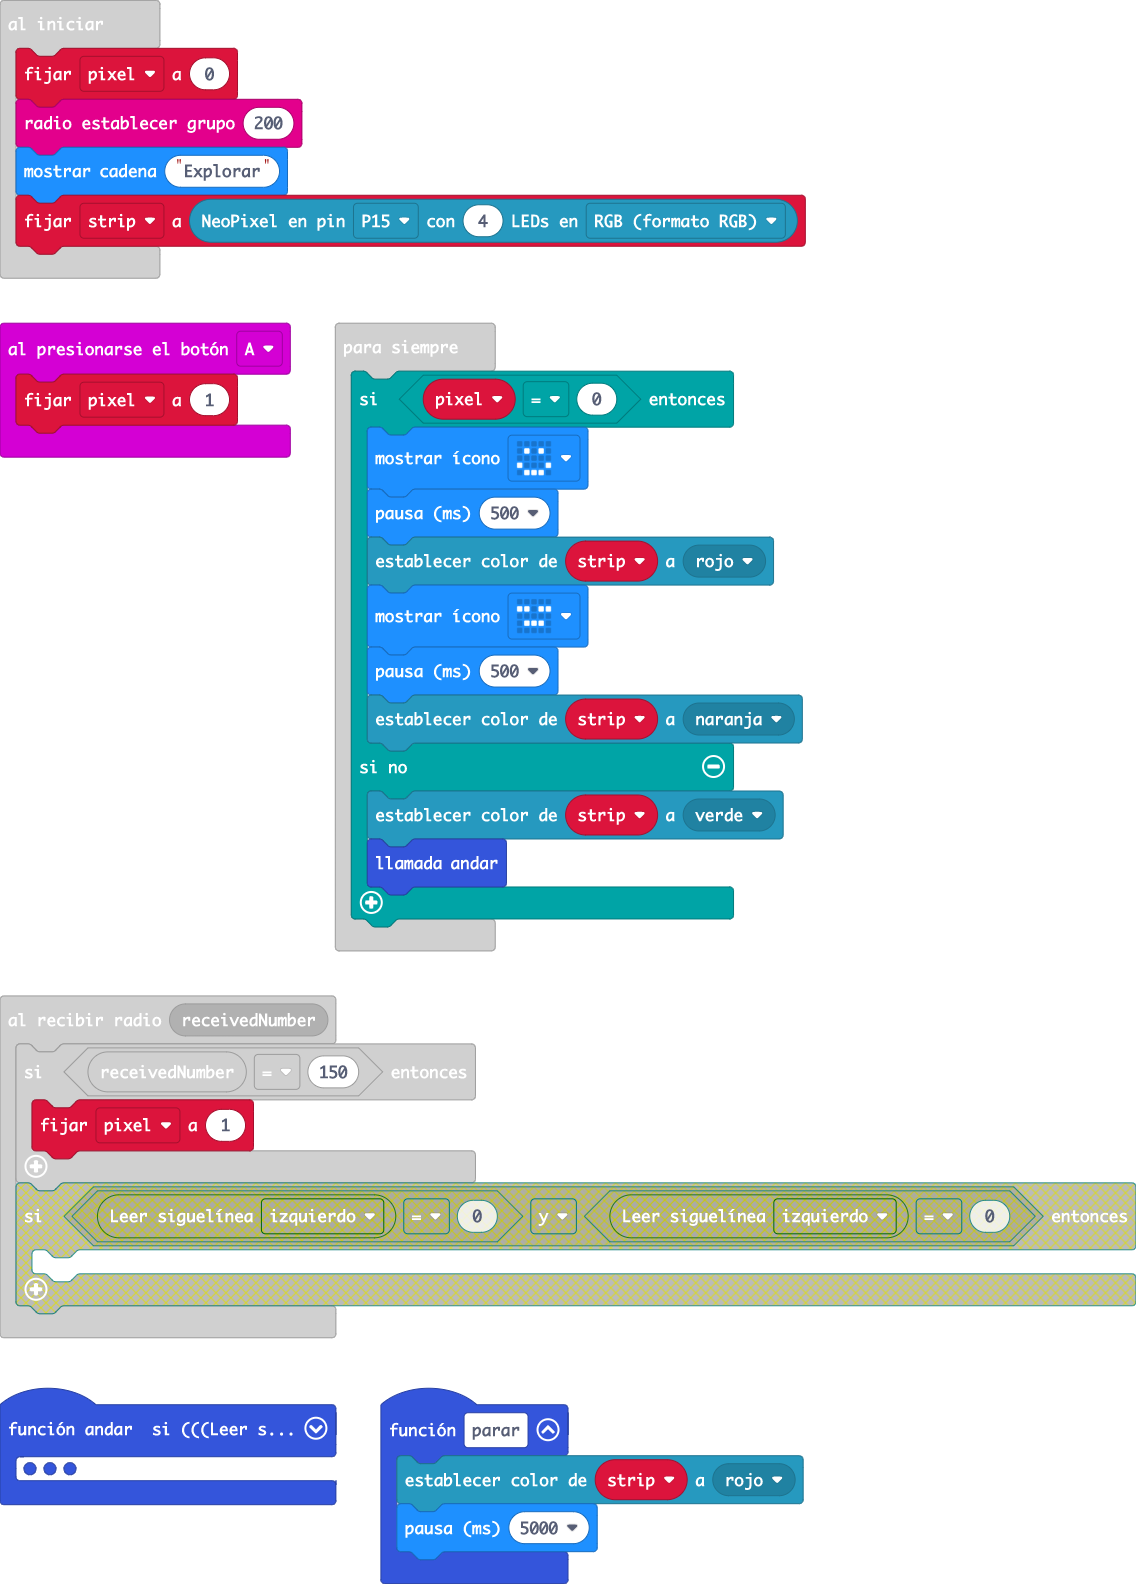 al iniciar
fijar pixel a 0
radio establecer grupo 200
mostrar cadena "Explorar"
fijar strip a NeoPixel en pin P15 con 4 LEDs en RGB (formato RGB)
al presionarse el botón A
fijar pixel a 1
para siempre
si pixel = 0 entonces
mostrar ícono
pausa (ms) 500
establecer color de strip a rojo
mostrar ícono
pausa (ms) 500
establecer color de strip a naranja
si no
establecer color de strip a verde
llamada andar
al recibir radio receivedNumber
si receivedNumber = 150 entonces
fijar pixel a 1
si Leer siguelínea izquierdo = 0 y Leer siguelínea izquierdo = 0 entonces
función andar si (((Leer s...
función parar
establecer color de strip a rojo
pausa (ms) 5000